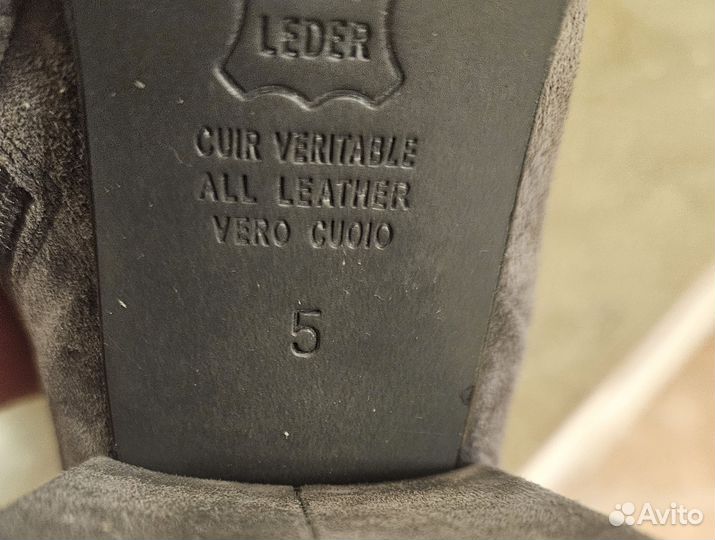 LEDER
CUIR VERITABLE
ALL LEATHER
VERO CUOIO
5
Avito